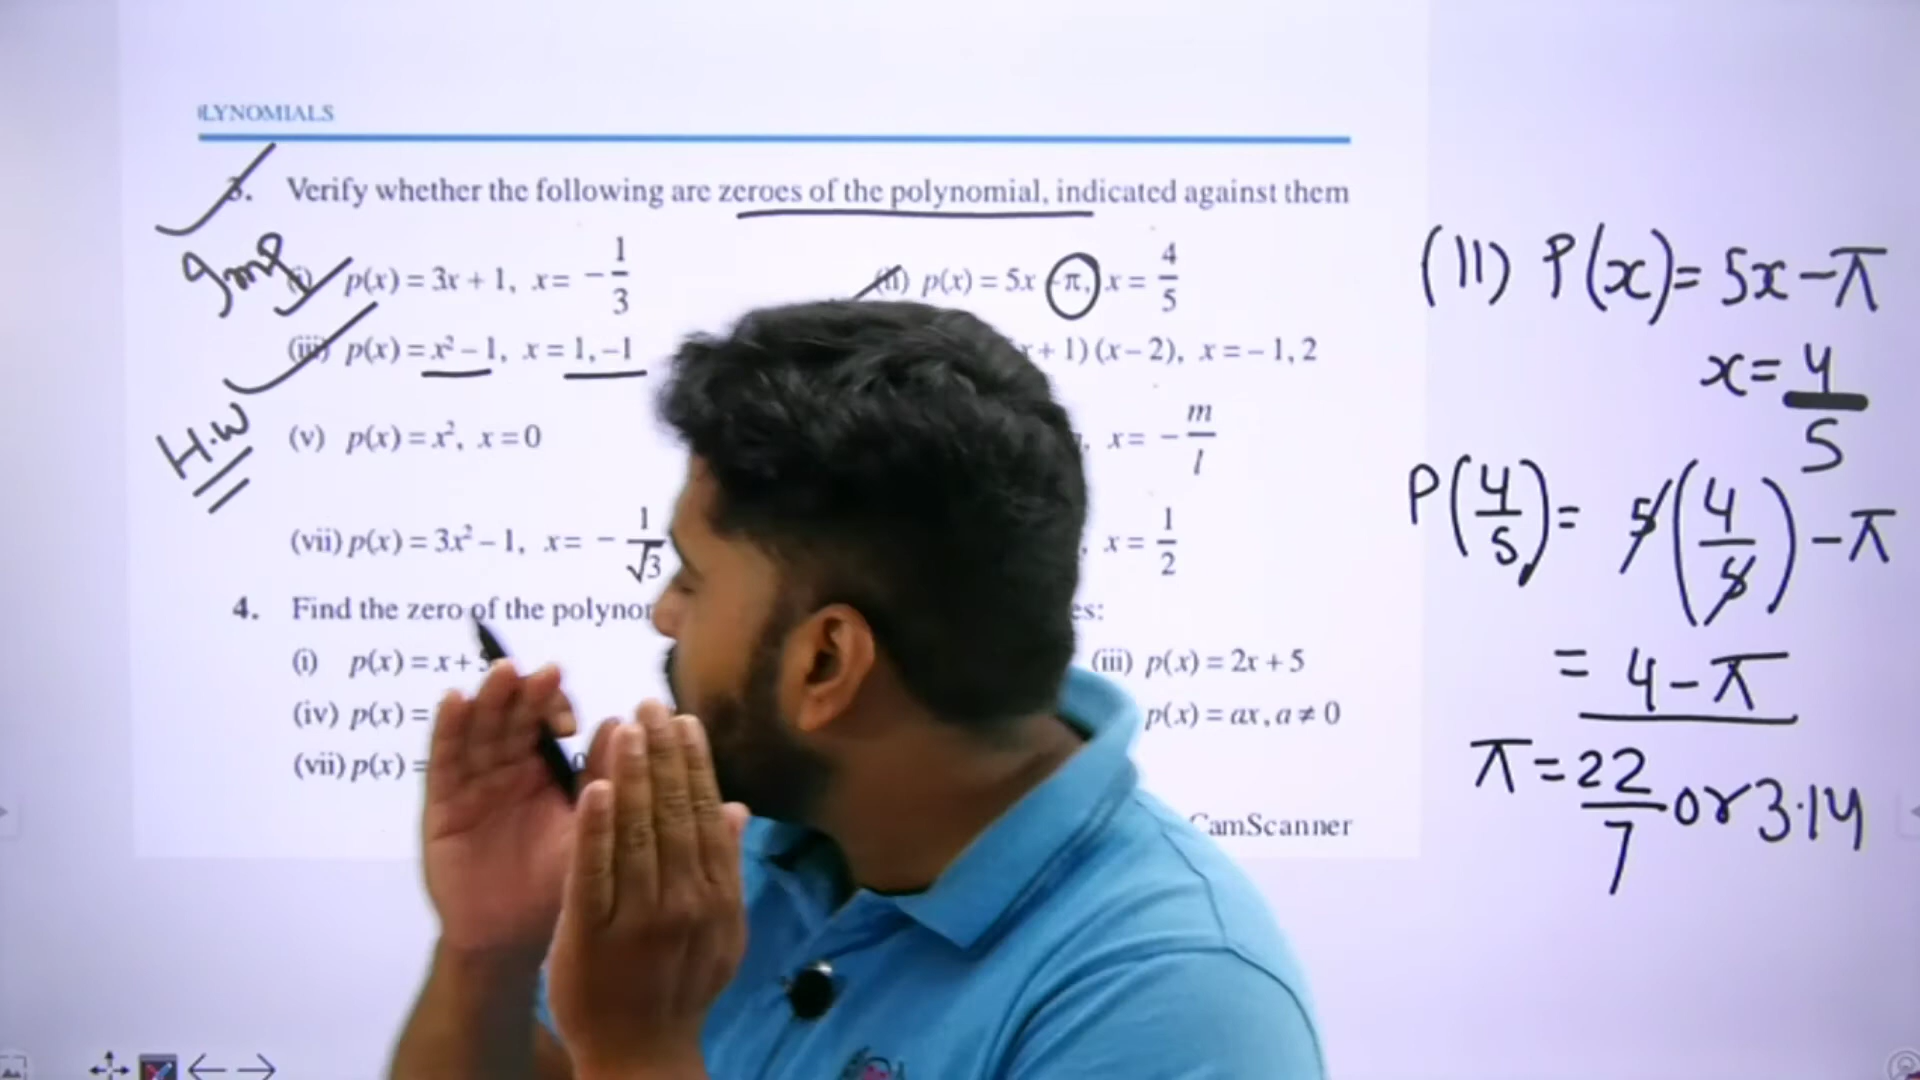 LYNOMIALS
3. Verify whether the following are zeroes of the polynomial, indicated against them
Imp
(i) p(x) = 3x + 1, x = - 1/3
(ii) p(x) = 5x - π, x = 4/5
(iii) p(x) = x² - 1, x = 1, -1
x + 1) (x - 2), x = - 1, 2
H.W
(v) p(x) = x², x = 0
, x = - m/l
(vii) p(x) = 3x² - 1, x = - 1/√3
, x = 1/2
4. Find the zero of the
es:
(i) p(x) = x +
(iii) p(x) = 2x + 5
(iv) p(x) =
p(x) = ax, a ≠ 0
(vii) p(x) =
CamScanner
(II) P(x) = 5x - π
x = 4/5
P(4/5) = 5(4/5) - π
= 4 - π
π = 22/7 or 3.14